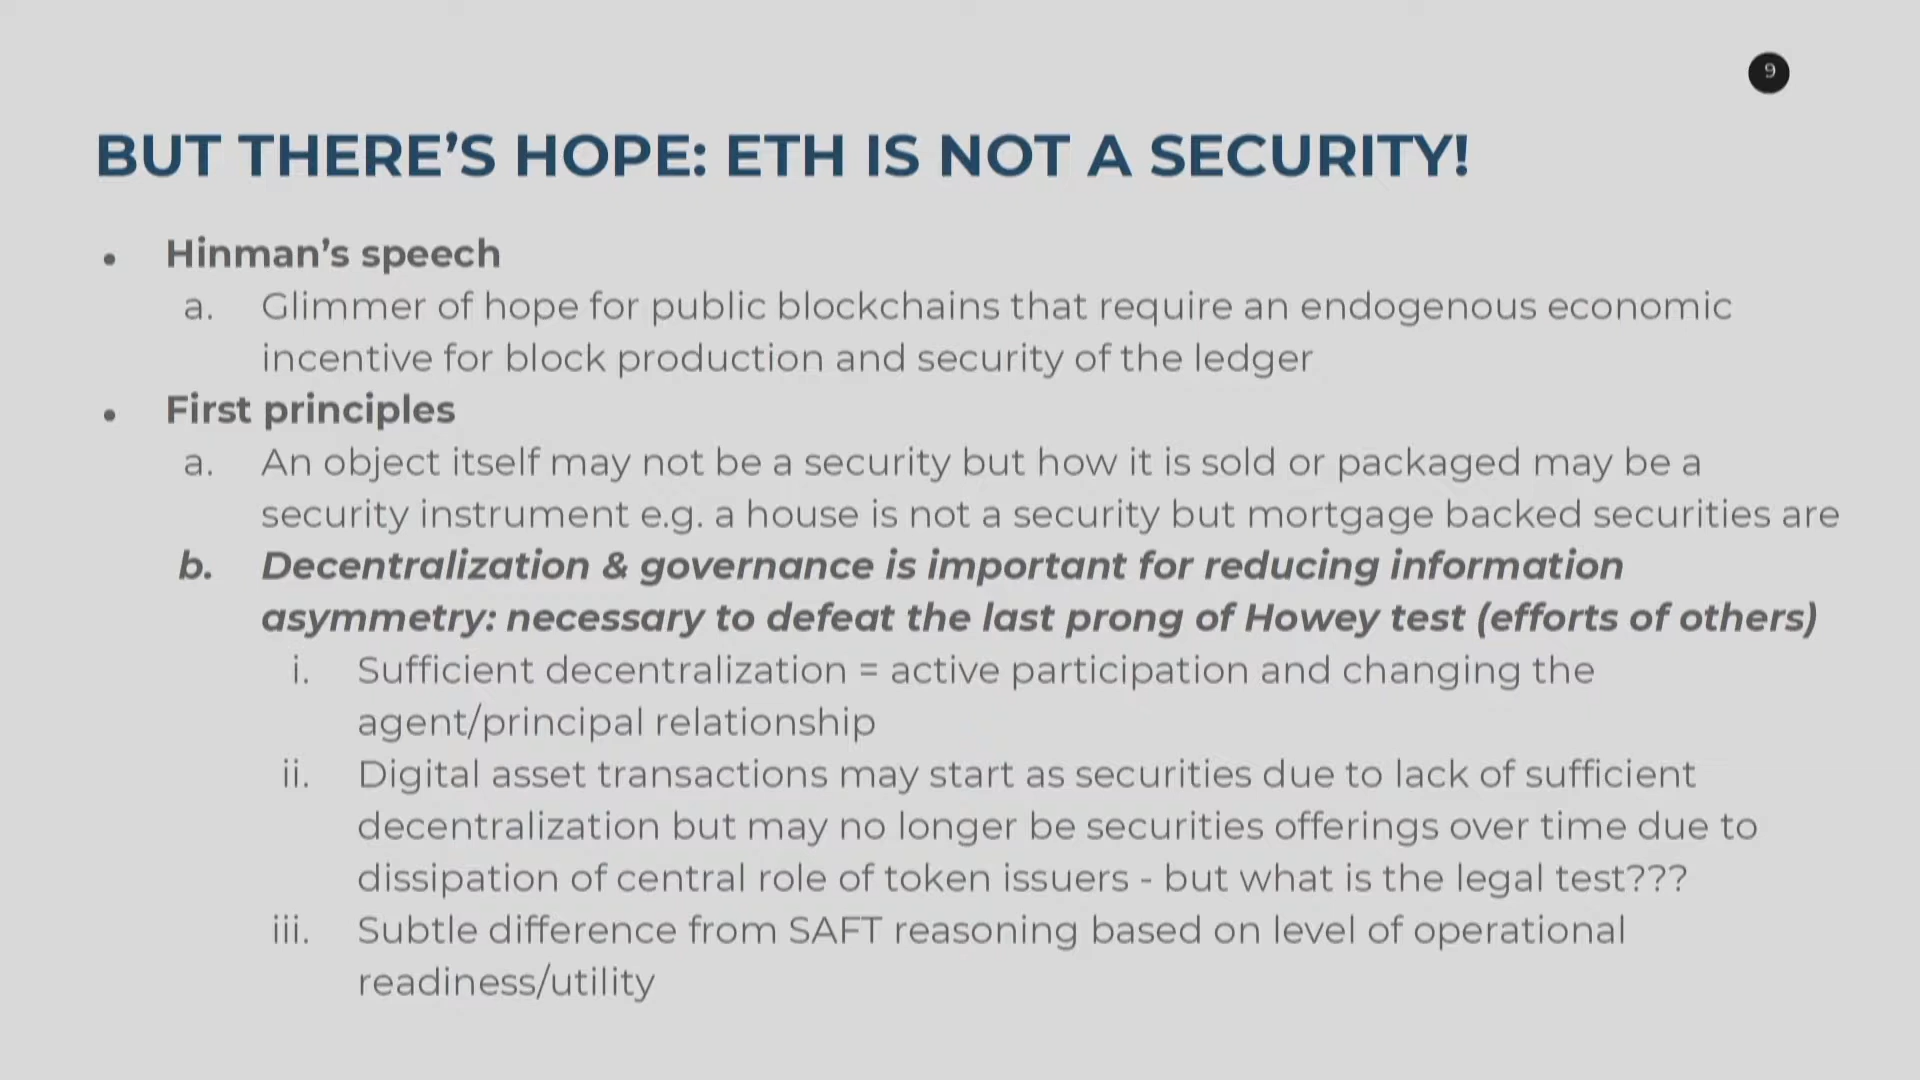 9
BUT THERE’S HOPE: ETH IS NOT A SECURITY!
● Hinman’s speech
a. Glimmer of hope for public blockchains that require an endogenous economic
incentive for block production and security of the ledger
● First principles
a. An object itself may not be a security but how it is sold or packaged may be a
security instrument e.g. a house is not a security but mortgage backed securities are
b. Decentralization & governance is important for reducing information
asymmetry: necessary to defeat the last prong of Howey test (efforts of others)
i. Sufficient decentralization = active participation and changing the
agent/principal relationship
ii. Digital asset transactions may start as securities due to lack of sufficient
decentralization but may no longer be securities offerings over time due to
dissipation of central role of token issuers - but what is the legal test???
iii. Subtle difference from SAFT reasoning based on level of operational
readiness/utility